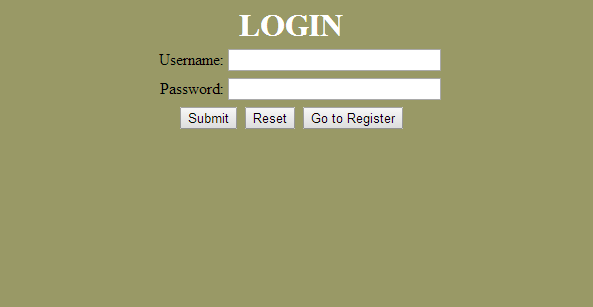 LOGIN
Username:
Password:
Submit Reset Go to Register